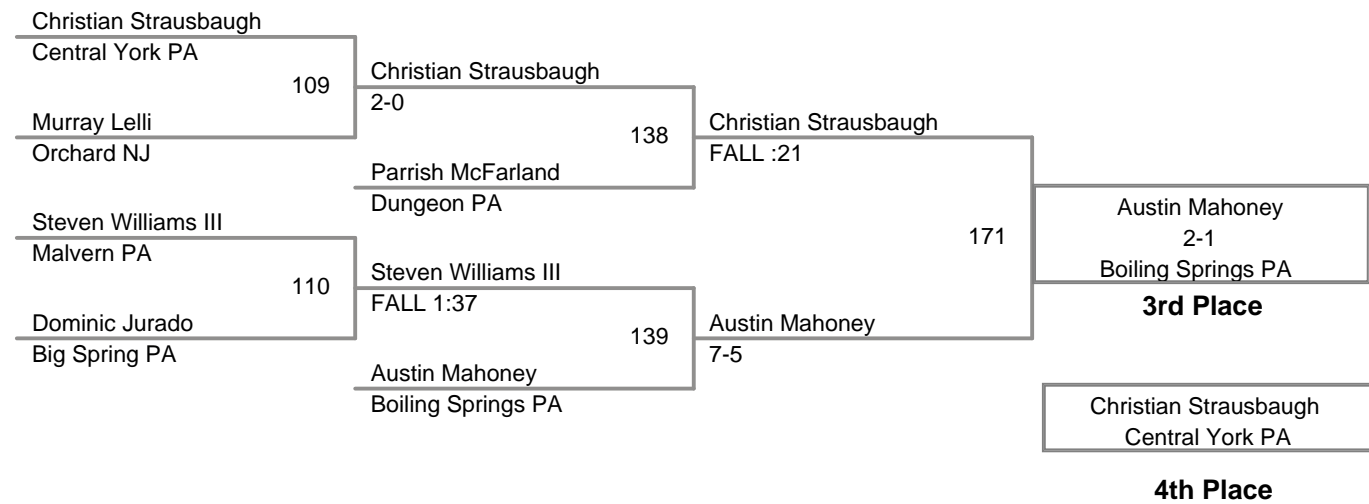 Christian Strausbaugh
Central York PA
109
Murray Lelli
Orchard NJ
Steven Williams III
Malvern PA
110
Dominic Jurado
Big Spring PA
Christian Strausbaugh
2-0
138
Parrish McFarland
Dungeon PA
Steven Williams III
FALL 1:37
139
Austin Mahoney
Boiling Springs PA
Christian Strausbaugh
FALL :21
171
Austin Mahoney
7-5
Austin Mahoney
2-1
Boiling Springs PA
3rd Place
Christian Strausbaugh
Central York PA
4th Place